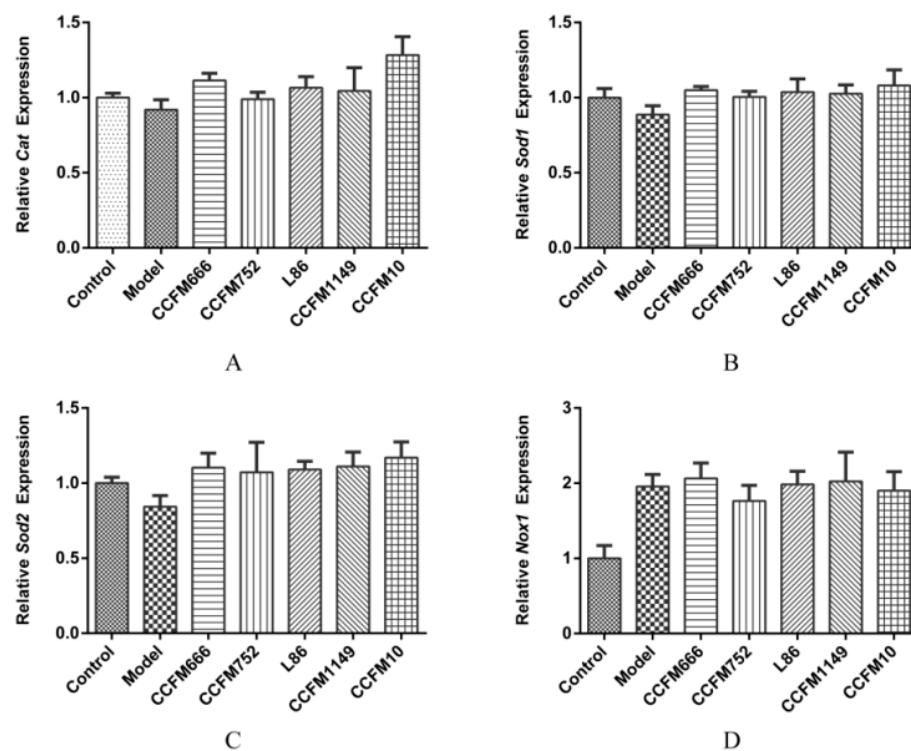 Relative Cat Expression
1.5
1.0
0.5
0.0
Control
Model
CCFM666
CCFM752
L86
CCFM1149
CCFM10
A
Relative Sod1 Expression
1.5
1.0
0.5
0.0
Control
Model
CCFM666
CCFM752
L86
CCFM1149
CCFM10
B
Relative Sod2 Expression
1.5
1.0
0.5
0.0
Control
Model
CCFM666
CCFM752
L86
CCFM1149
CCFM10
C
Relative Nox1 Expression
3
2
1
0
Control
Model
CCFM666
CCFM752
L86
CCFM1149
CCFM10
D